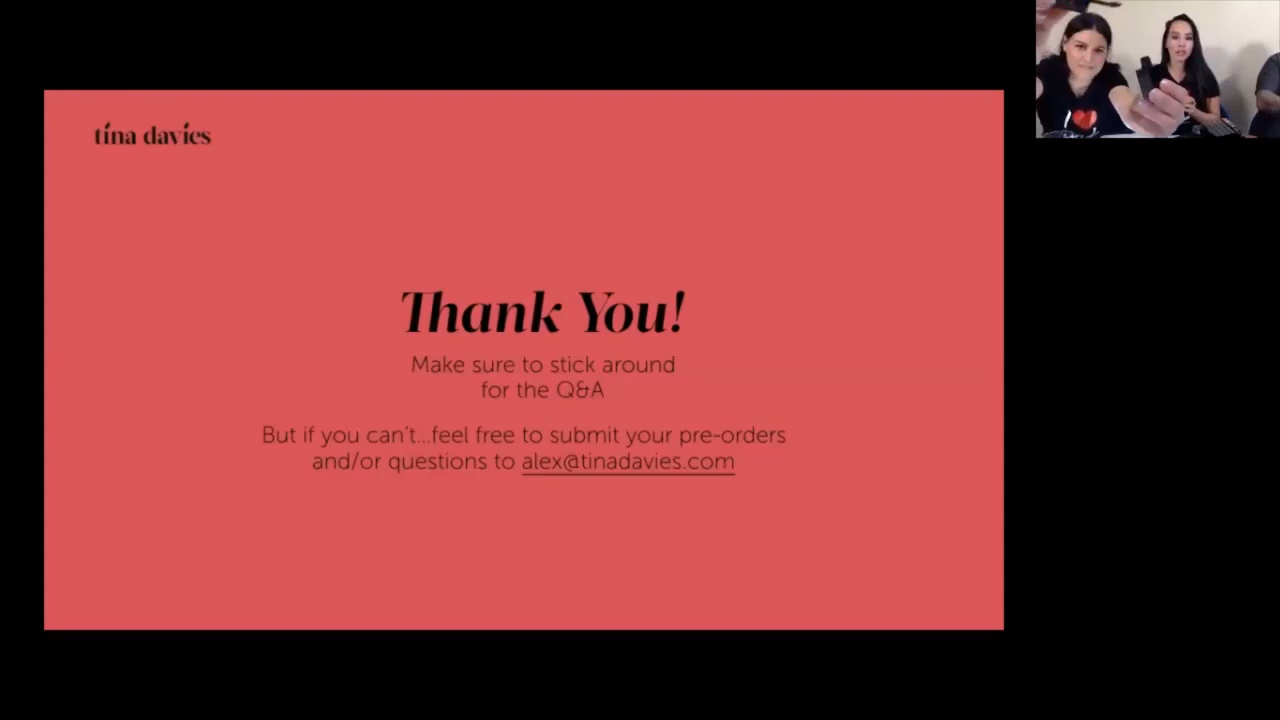 tina davies
Thank You!
Make sure to stick around
for the Q&A
But if you can't...feel free to submit your pre-orders
and/or questions to alex@tinadavies.com
I ♥